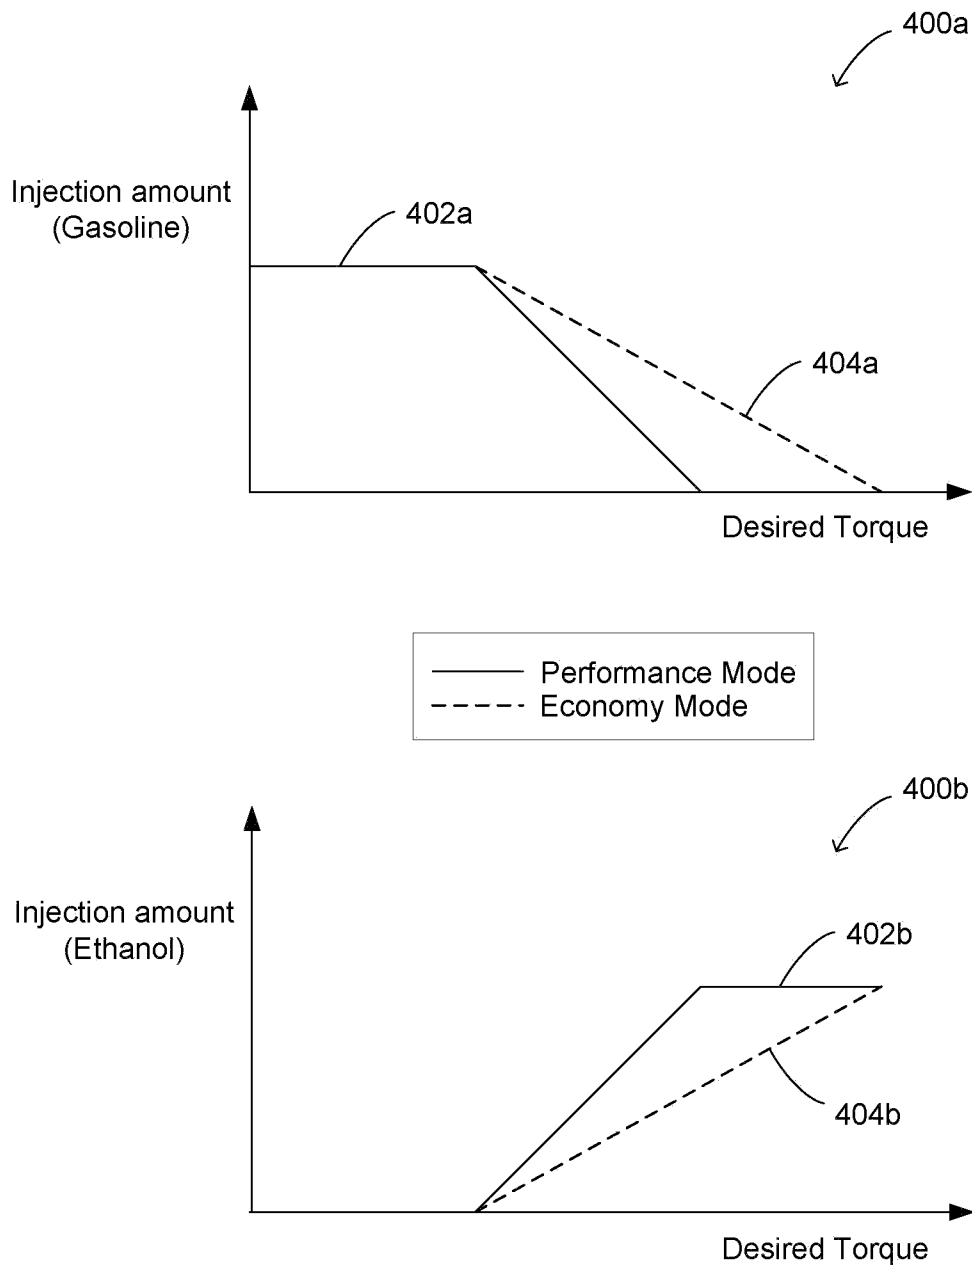 400a
Injection amount
(Gasoline)
402a
404a
Desired Torque
Performance Mode
Economy Mode
400b
Injection amount
(Ethanol)
402b
404b
Desired Torque